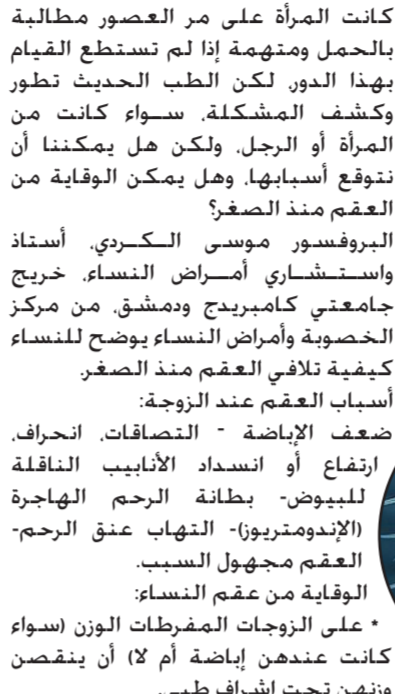 كانت المرأة على مر العصور مطالبة
بالحمل ومتهمة إذا لم تستطع القيام
بهذا الدور، لكن الطب الحديث تطور
وكشف المشكلة، سواء كانت من
المرأة أو الرجل، ولكن هل يمكننا أن
نتوقع أسبابها، وهل يمكن الوقاية من
العقم منذ الصغر؟
البروفسور موسى الكردي، أستاذ
واستشاري أمراض النساء، خريج
جامعتي كامبريدج ودمشق، من مركز
الخصوبة وأمراض النساء يوضح للنساء
كيفية تلافي العقم منذ الصغر.
أسباب العقم عند الزوجة:
ضعف الإباضة - التصاقات، انحراف،
ارتفاع أو انسداد الأنابيب الناقلة
للبيوض- بطانة الرحم الهاجرة
(الإندومتريوز)- التهاب عنق الرحم-
العقم مجهول السبب.
الوقاية من عقم النساء:
* على الزوجات المفرطات الوزن (سواء
كانت عندهن إباضة أم لا) أن ينقصن
وزنهن تحت إشراف طبي.